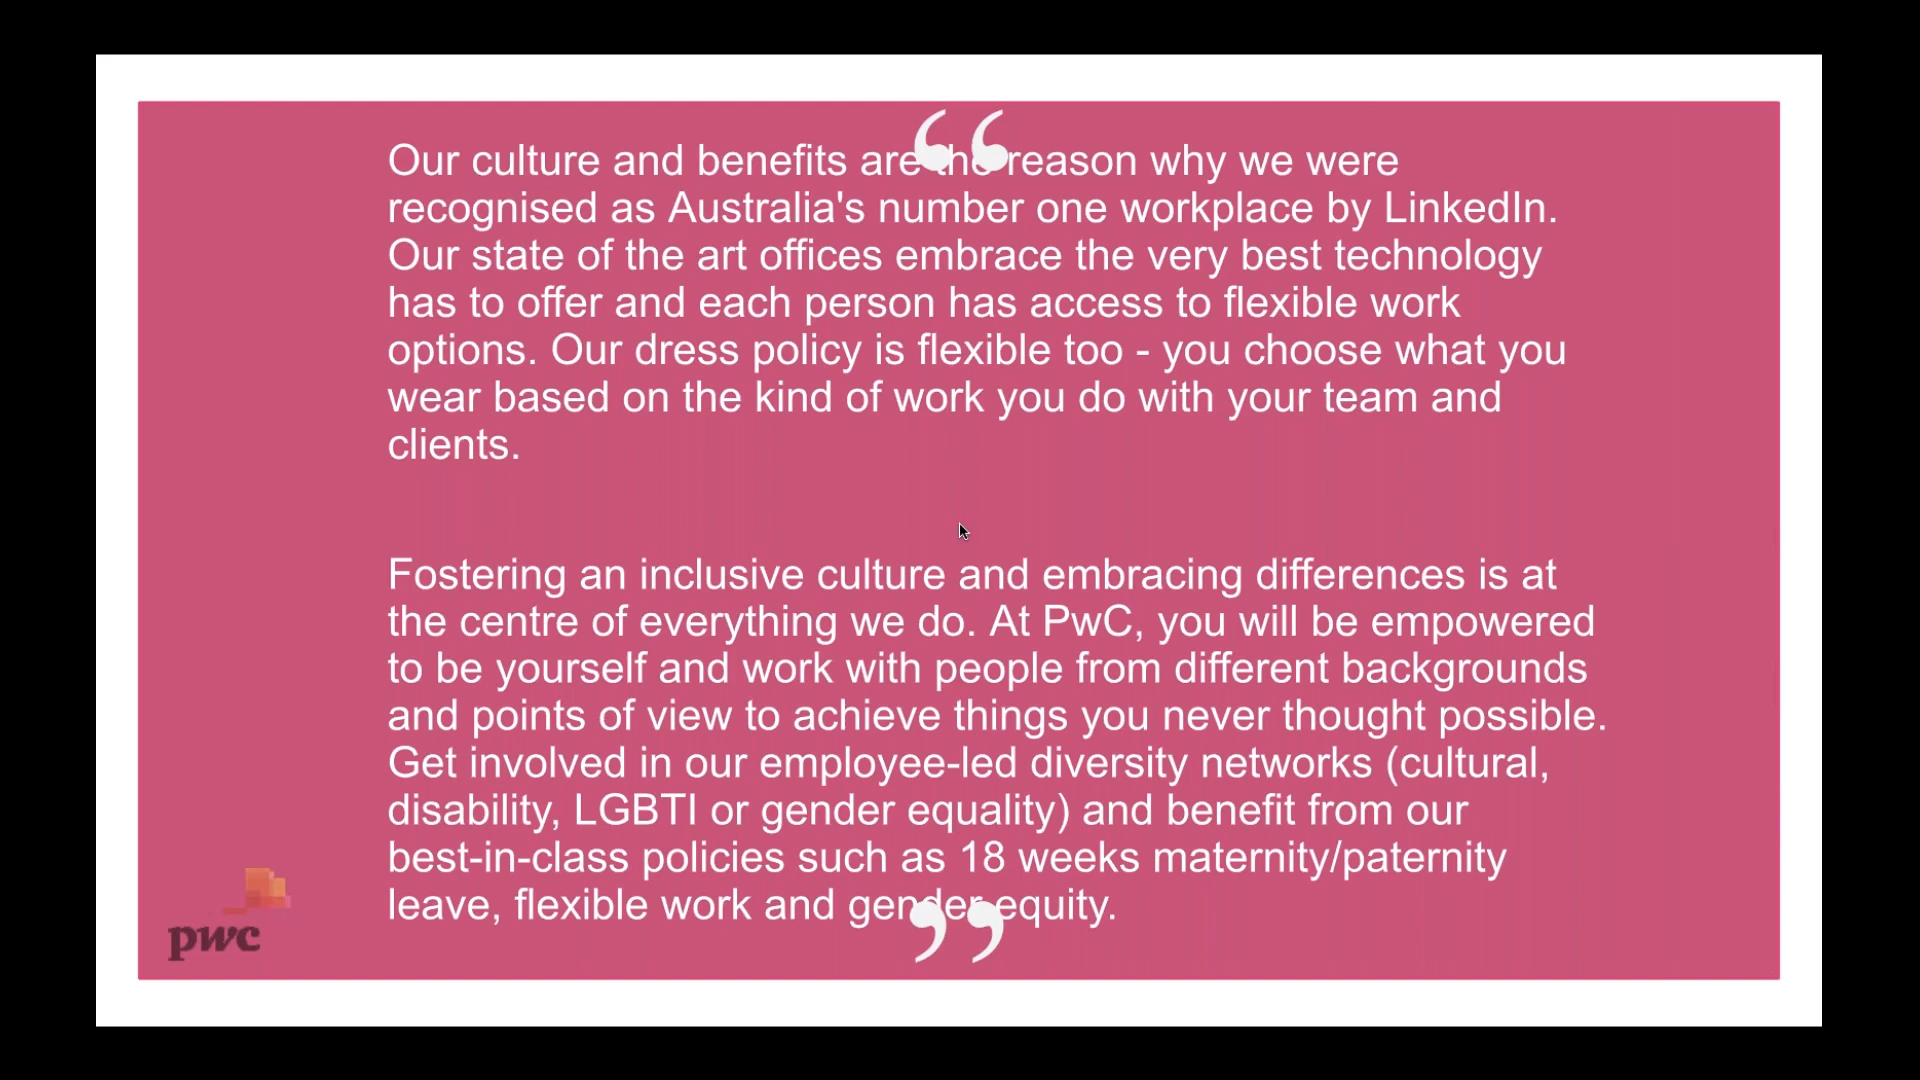 “
Our culture and benefits are the reason why we were
recognised as Australia's number one workplace by LinkedIn.
Our state of the art offices embrace the very best technology
has to offer and each person has access to flexible work
options. Our dress policy is flexible too - you choose what you
wear based on the kind of work you do with your team and
clients.
Fostering an inclusive culture and embracing differences is at
the centre of everything we do. At PwC, you will be empowered
to be yourself and work with people from different backgrounds
and points of view to achieve things you never thought possible.
Get involved in our employee-led diversity networks (cultural,
disability, LGBTI or gender equality) and benefit from our
best-in-class policies such as 18 weeks maternity/paternity
leave, flexible work and gender equity.
”
pwc